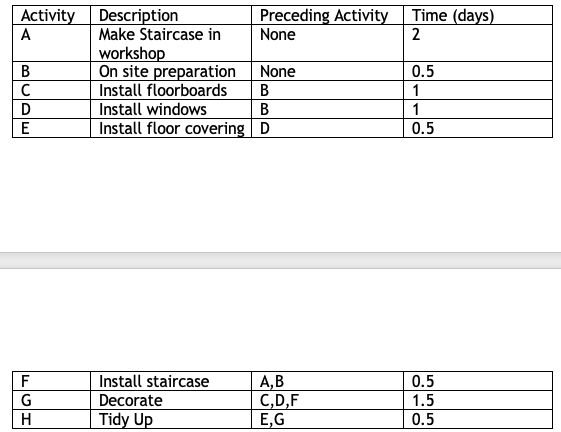 Activity Description Preceding Activity Time (days)
A Make Staircase in None 2
workshop
B On site preparation None 0.5
C Install floorboards B 1
D Install windows B 1
E Install floor covering D 0.5
F Install staircase A,B 0.5
G Decorate C,D,F 1.5
H Tidy Up E,G 0.5